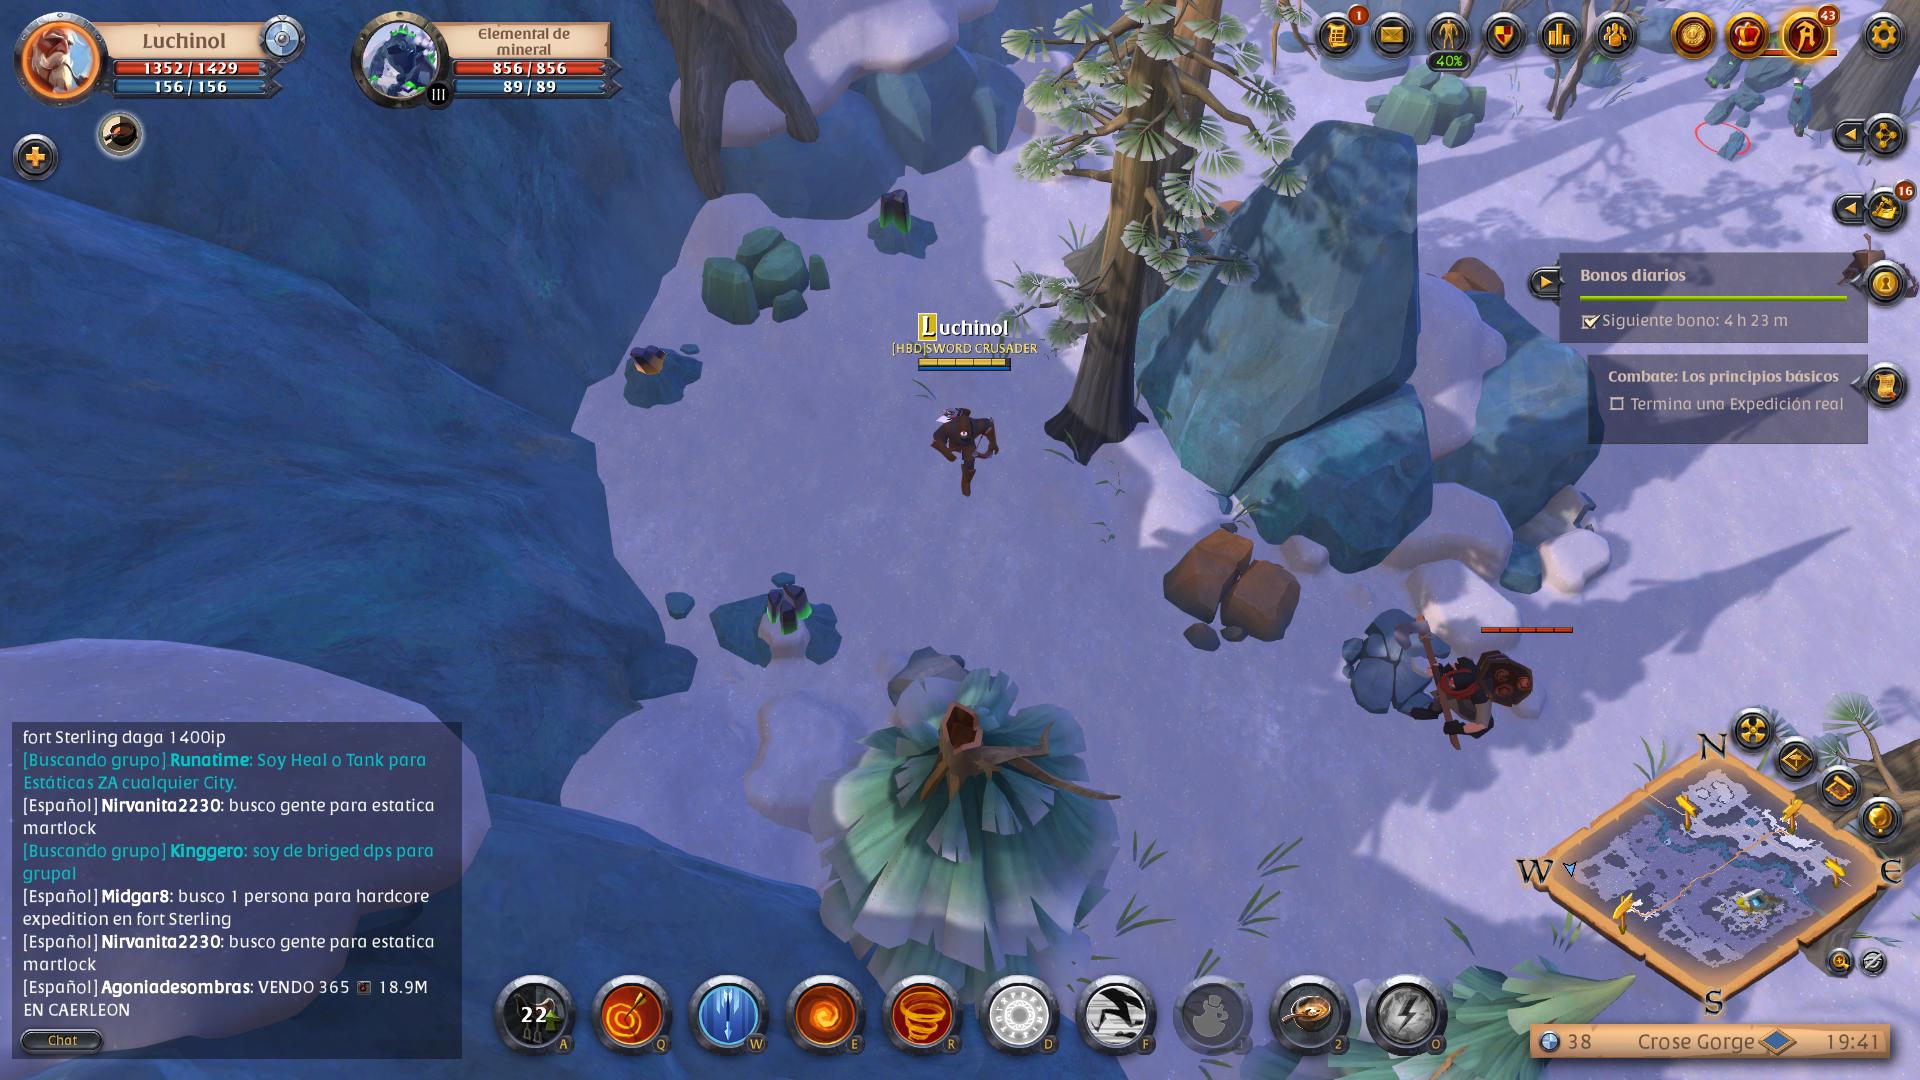 Luchinol
1352 / 1429
156 / 156
Elemental de
mineral
856 / 856
89 / 89
III
1
40%
43
16
Bonos diarios
Siguiente bono: 4 h 23 m
Combate: Los principios básicos
Termina una Expedición real
Luchinol
[HBD]SWORD CRUSADER
fort Sterling daga 1400ip
[Buscando grupo] Runatime: Soy Heal o Tank para
Estáticas ZA cualquier City.
[Español] Nirvanita2230: busco gente para estatica
martlock
[Buscando grupo] Kinggero: soy de briged dps para
grupal
[Español] Midgar8: busco 1 persona para hardcore
expedition en fort Sterling
[Español] Nirvanita2230: busco gente para estatica
martlock
[Español] Agoniadesombras: VENDO 365 18.9M
EN CAERLEON
Chat
22
A
Q
W
E
R
D
F
1
2
O
N
W
E
S
38
Crose Gorge
19:41